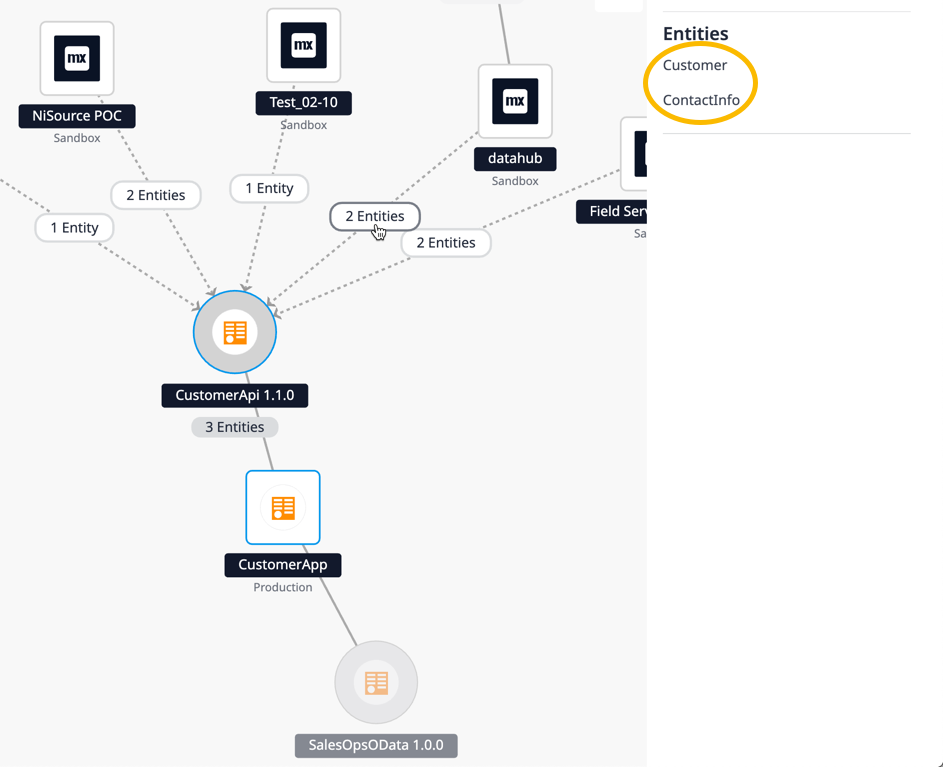 Entities
Customer
ContactInfo
mx
NiSource POC
Sandbox
mx
Test_02-10
Sandbox
mx
datahub
Sandbox
Field Serv
Sa
2 Entities
1 Entity
1 Entity
2 Entities
2 Entities
CustomerApi 1.1.0
3 Entities
CustomerApp
Production
SalesOpsOData 1.0.0